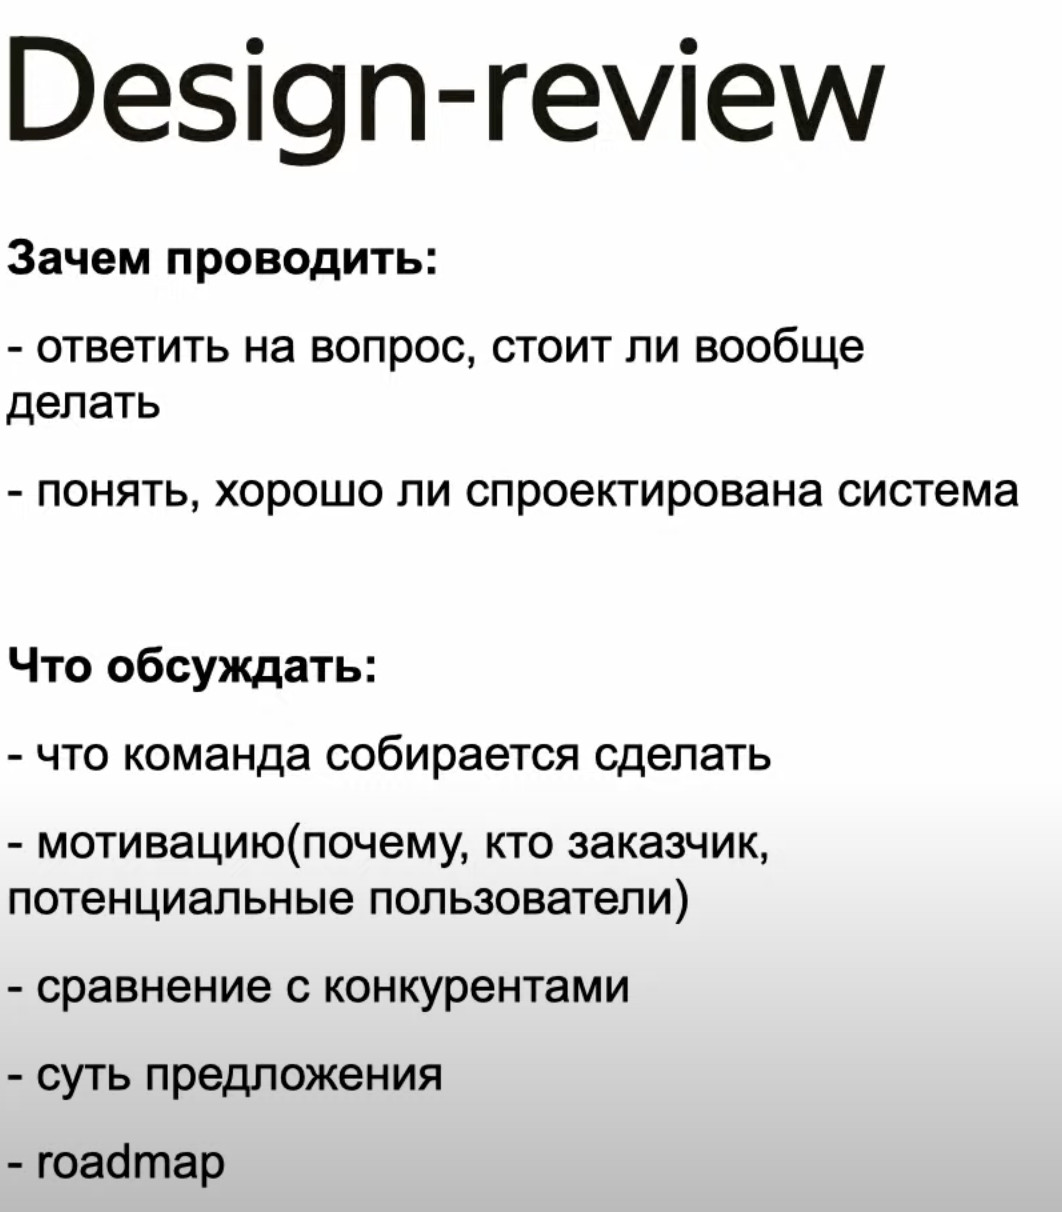 Design-review
Зачем проводить:
- ответить на вопрос, стоит ли вообще
делать
- понять, хорошо ли спроектирована система
Что обсуждать:
- что команда собирается сделать
- мотивацию(почему, кто заказчик,
потенциальные пользователи)
- сравнение с конкурентами
- суть предложения
- roadmap